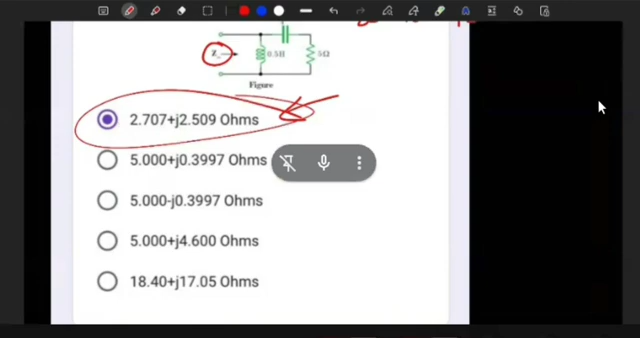 0.5H
5Ω
Figure
2.707+j2.509 Ohms
5.000+j0.3997 Ohms
5.000-j0.3997 Ohms
5.000+j4.600 Ohms
18.40+j17.05 Ohms